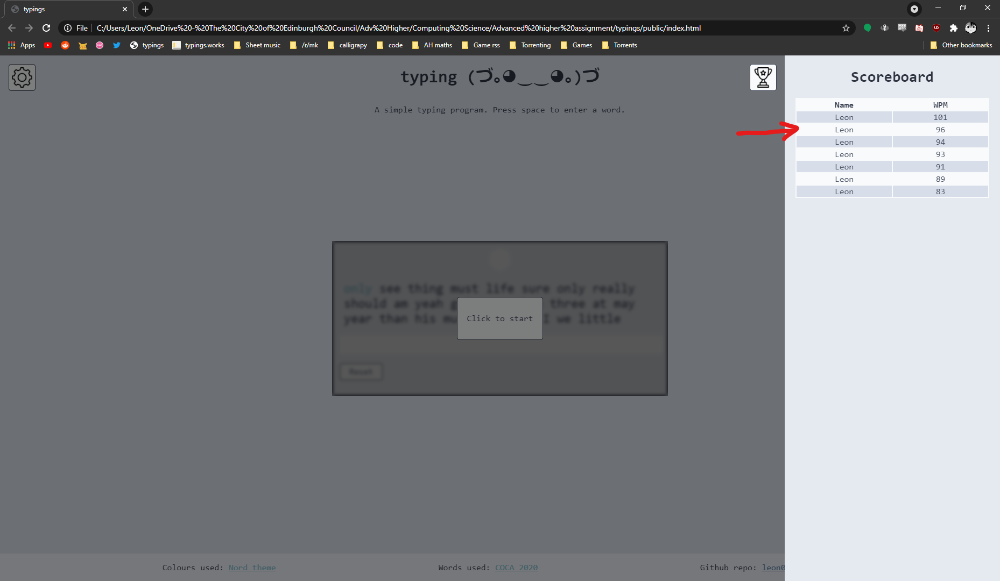 typings
File C:/Users/Leon/OneDrive%20-%20The%20City%20of%20Edinburgh%20Council/Adv%20Higher/Computing%20Science/Advanced%20higher%20assignment/typings/public/index.html
Apps typings typings.works Sheet music /r/mk calligrapy code AH maths Game rss Torrenting Games Torrents Other bookmarks
typing (づ｡◕‿‿◕｡)づ
A simple typing program. Press space to enter a word.
Scoreboard
Name WPM
Leon 101
Leon 96
Leon 94
Leon 93
Leon 91
Leon 89
Leon 83
only see thing must life sure only really
should am yeah three at may
year than his I we little
Click to start
Reset
Colours used: Nord theme
Words used: COCA 2020
Github repo: